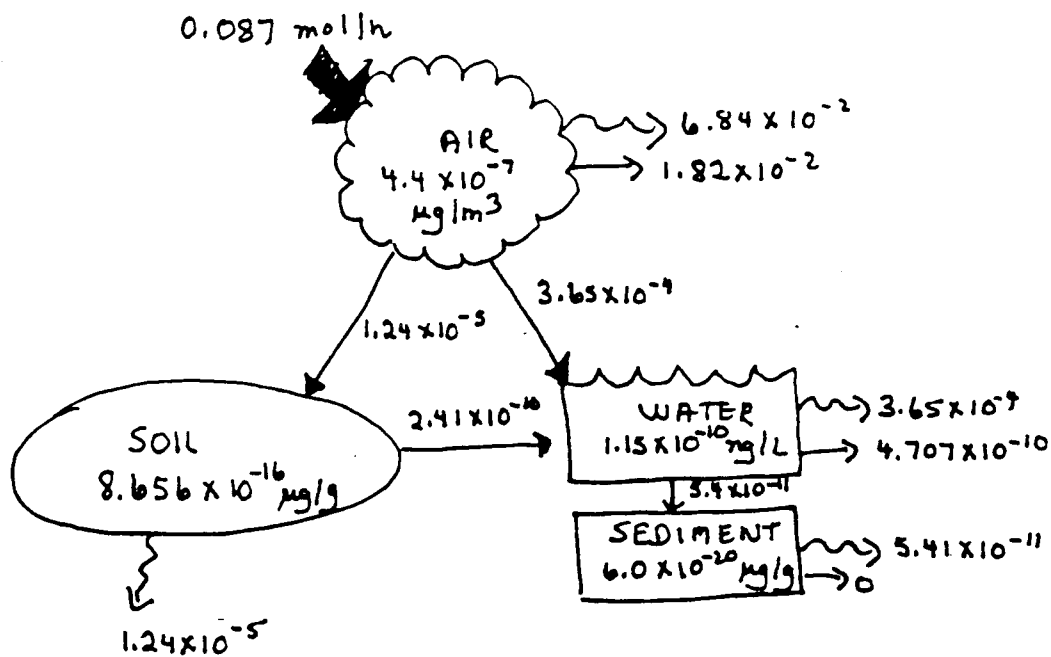 0.087 mol/h
AIR
4.4 × 10⁻⁷
µg/m³
6.84 × 10⁻²
1.82 × 10⁻²
1.24 × 10⁻⁵
3.65 × 10⁻⁹
SOIL
8.656 × 10⁻¹⁶ µg/g
2.41 × 10⁻¹⁰
WATER
1.15 × 10⁻¹⁰ ng/L
3.65 × 10⁻⁹
4.707 × 10⁻¹⁰
5.4 × 10⁻¹¹
SEDIMENT
6.0 × 10⁻²⁰ µg/g
5.41 × 10⁻¹¹
0
1.24 × 10⁻⁵